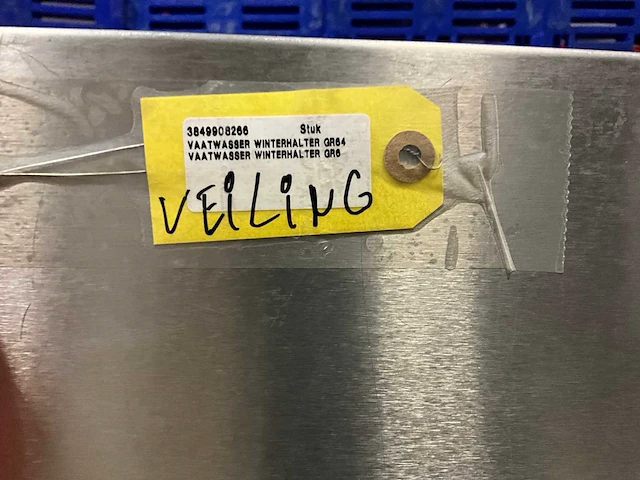 3849908266 Stuk
VAATWASSER WINTERHALTER GR64
VAATWASSER WINTERHALTER GR6
VEILING